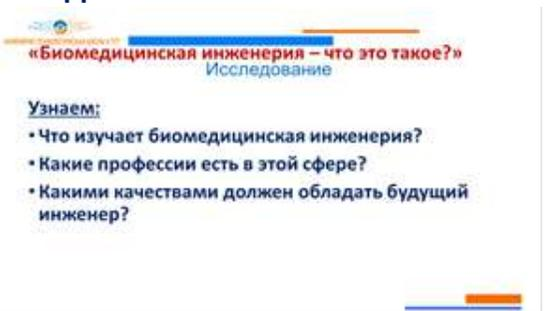 «Биомедицинская инженерия – что это такое?»
Исследование
Узнаем:
• Что изучает биомедицинская инженерия?
• Какие профессии есть в этой сфере?
• Какими качествами должен обладать будущий
инженер?